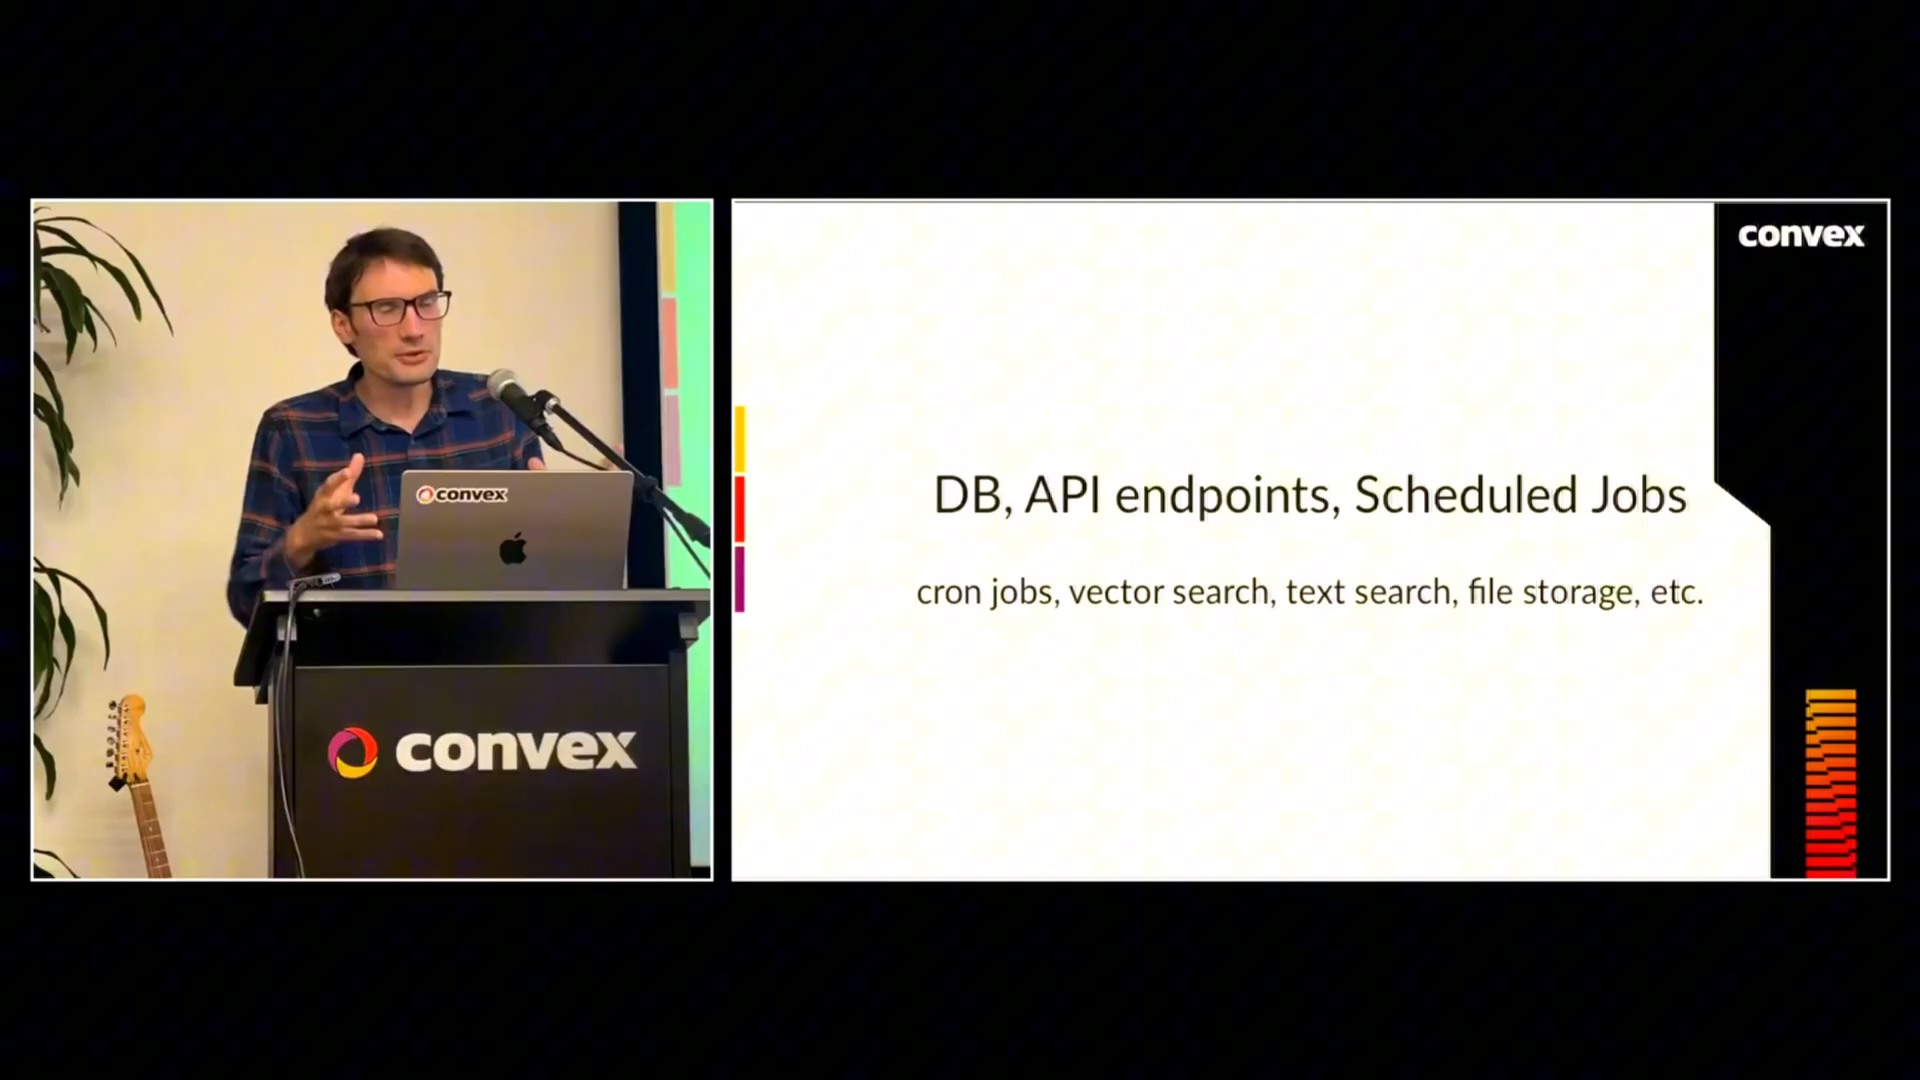 convex
convex
convex
DB, API endpoints, Scheduled Jobs
cron jobs, vector search, text search, file storage, etc.